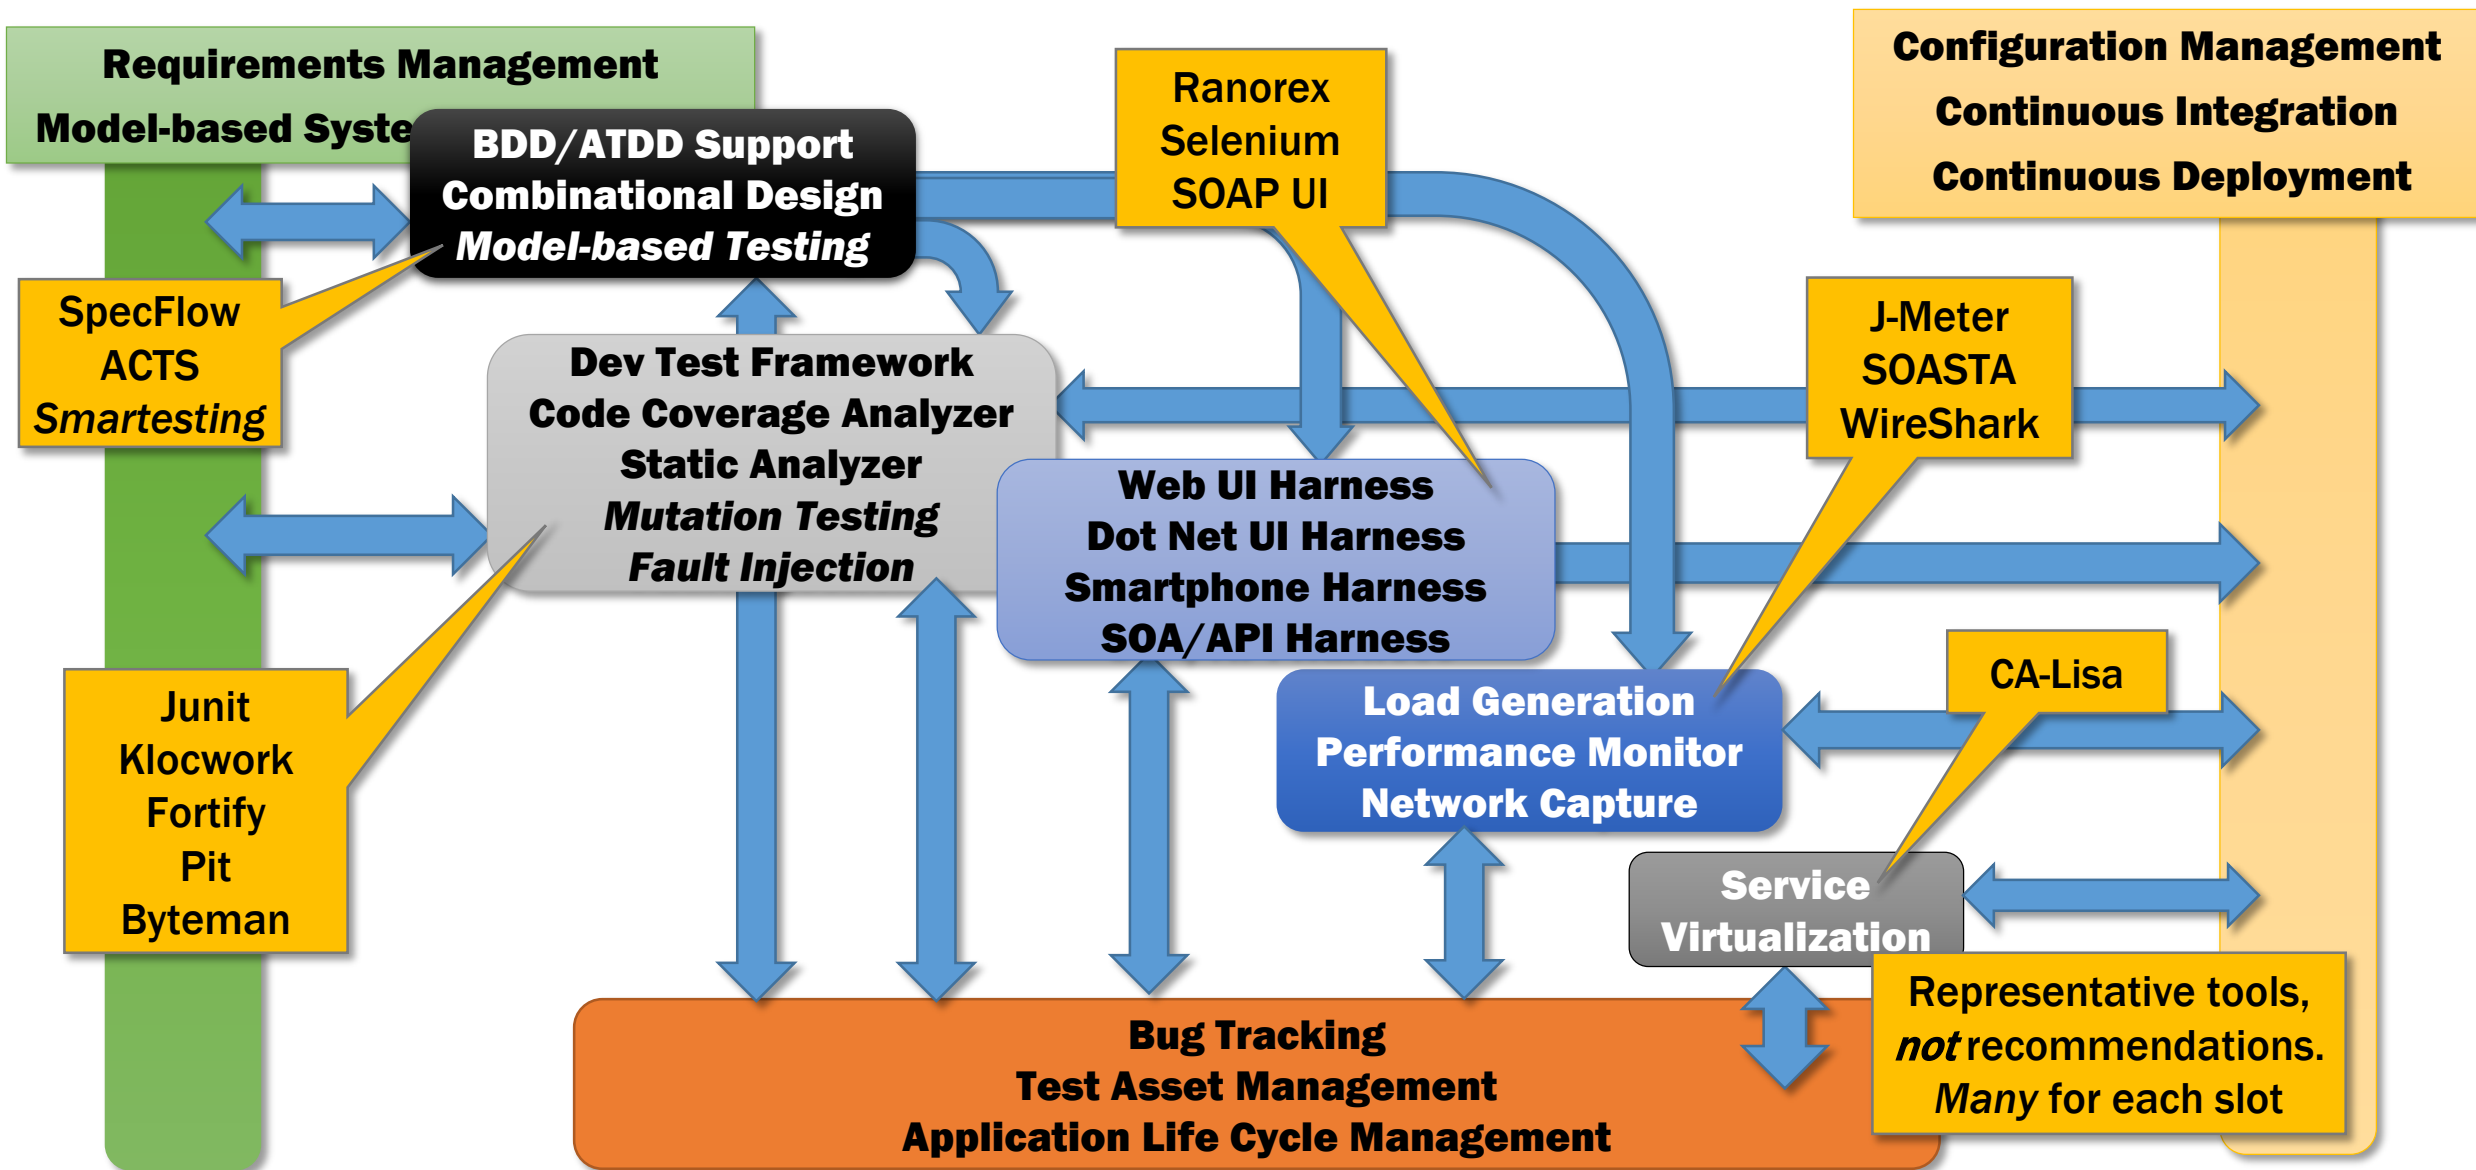 Requirements Management
Model-based Syste
BDD/ATDD Support
Combinational Design
Model-based Testing
Ranorex
Selenium
SOAP UI
Configuration Management
Continuous Integration
Continuous Deployment
SpecFlow
ACTS
Smartesting
Dev Test Framework
Code Coverage Analyzer
Static Analyzer
Mutation Testing
Fault Injection
J-Meter
SOASTA
WireShark
Web UI Harness
Dot Net UI Harness
Smartphone Harness
SOA/API Harness
Junit
Klocwork
Fortify
Pit
Byteman
Load Generation
Performance Monitor
Network Capture
CA-Lisa
Service
Virtualization
Bug Tracking
Test Asset Management
Application Life Cycle Management
Representative tools,
not recommendations.
Many for each slot